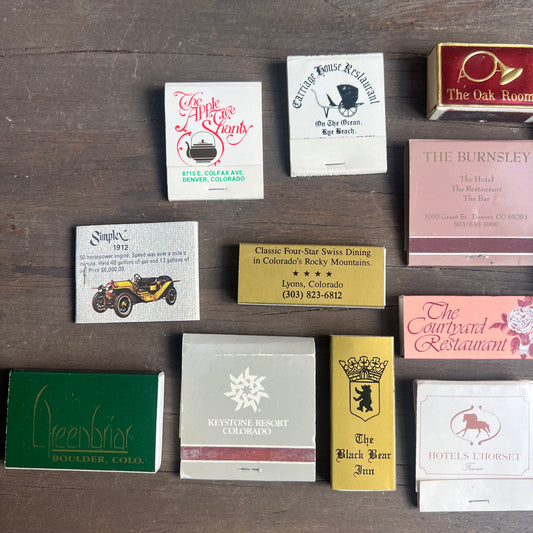 The
Apple
Tree
Shanty
8710 E. COLFAX AVE.
DENVER, COLORADO
Carriage House Restaurant
On The Ocean.
Rye Beach.
The Oak Room
THE BURNSLEY
The Hotel
The Restaurant
The Bar
1000 Grant St., Denver, CO 80203
303/830-1000
Simplex
1912
50 horsepower engine. Speed was over a mile a
minute. Held 40 gallons of gas and 13 gallons of
oil. Price $6,000.00.
Classic Four-Star Swiss Dining
in Colorado's Rocky Mountains.
★ ★ ★ ★
Lyons, Colorado
(303) 823-6812
The
Courtyard
Restaurant
Greenbriar
BOULDER, COLO.
KEYSTONE RESORT
COLORADO
The
Black Bear
Inn
HOTELS L'HORSET
France